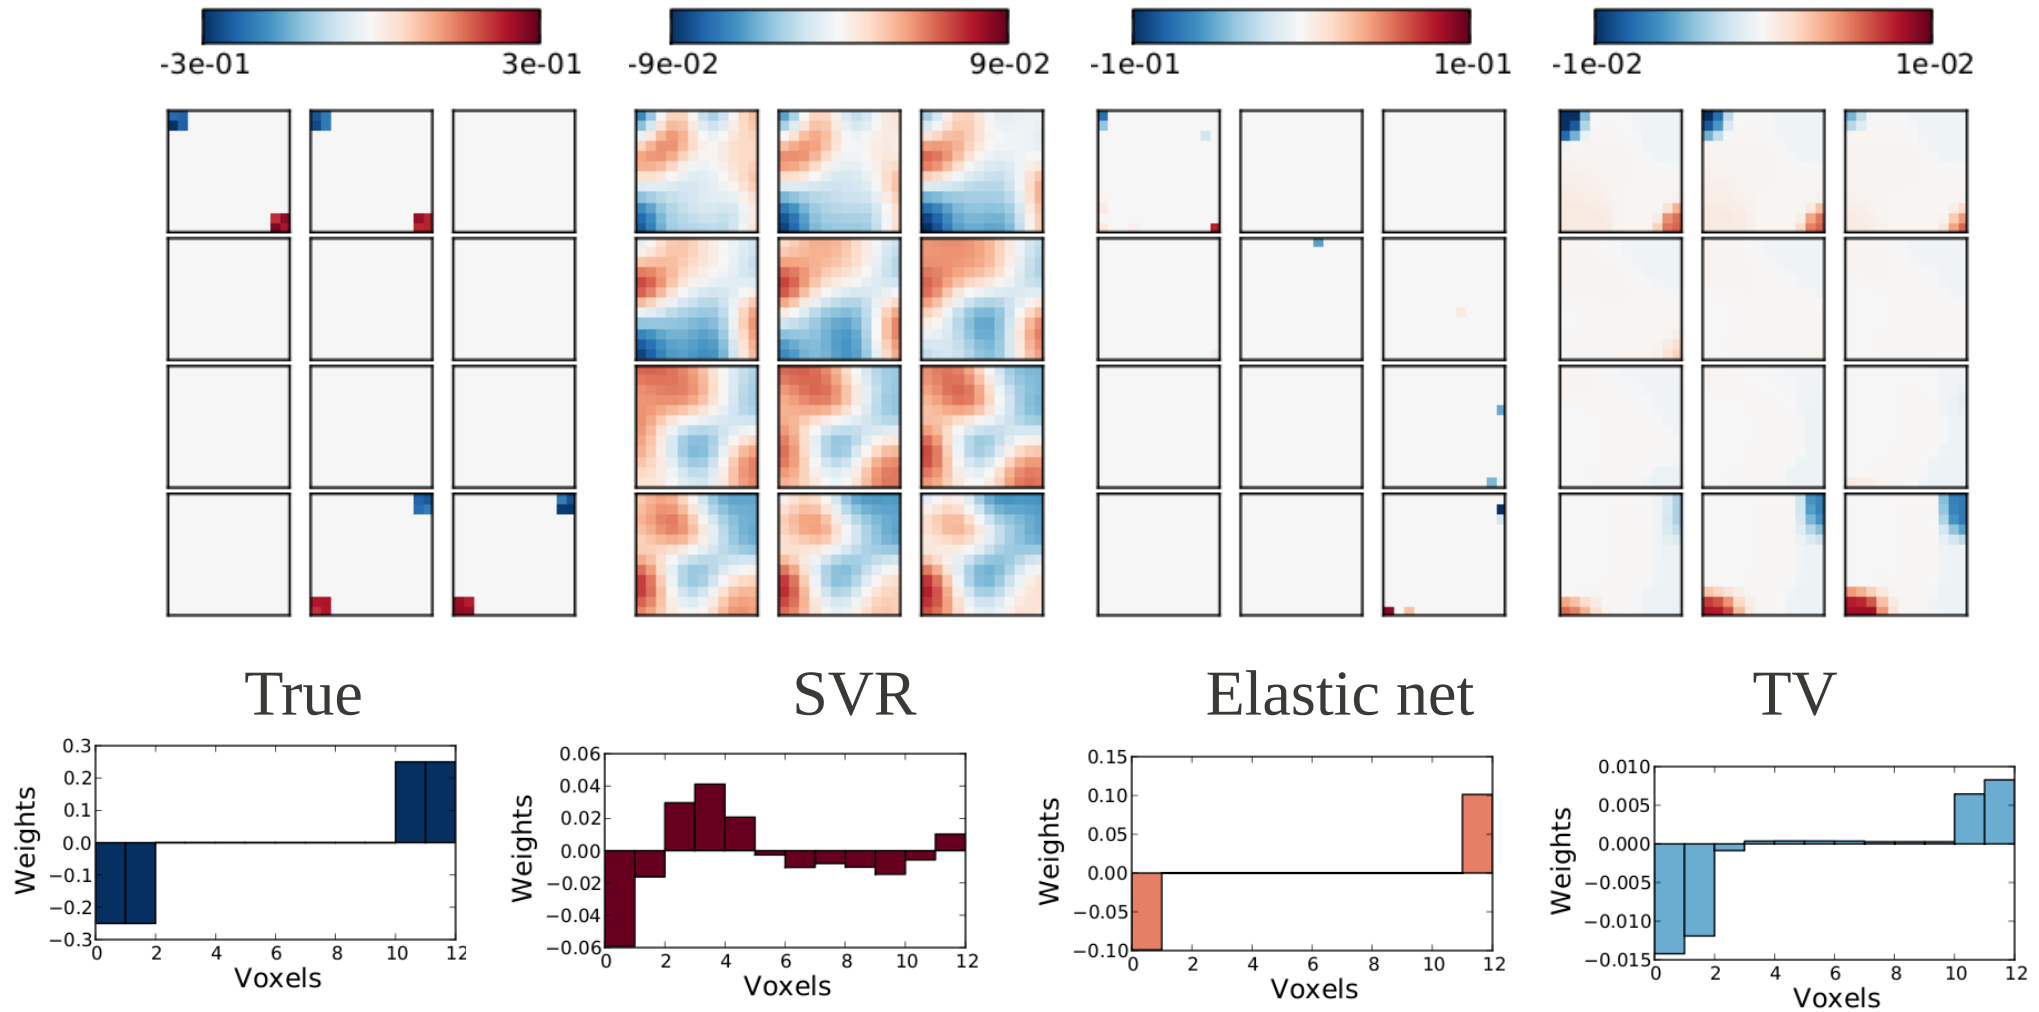 -3e-01 3e-01 -9e-02 9e-02 -1e-01 1e-01 -1e-02 1e-02
True SVR Elastic net TV
0.3
0.2
0.1
0.0
−0.1
−0.2
−0.3
0 2 4 6 8 10 12
Weights
Voxels
0.06
0.04
0.02
0.00
−0.02
−0.04
−0.06
0 2 4 6 8 10 12
Weights
Voxels
0.15
0.10
0.05
0.00
−0.05
−0.10
0 2 4 6 8 10 12
Weights
Voxels
0.010
0.005
0.000
−0.005
−0.010
−0.015
0 2 4 6 8 10 12
Weights
Voxels